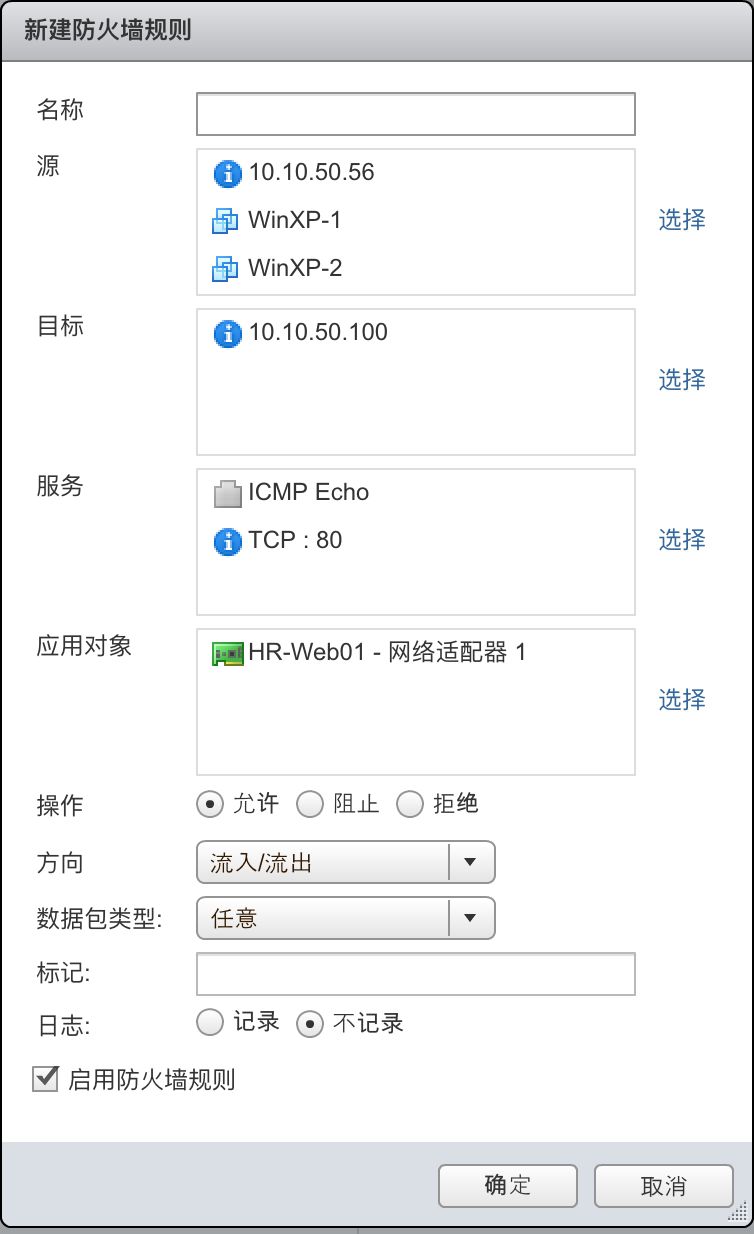 新建防火墙规则
名称
源
10.10.50.56
WinXP-1
WinXP-2
选择
目标
10.10.50.100
选择
服务
ICMP Echo
TCP : 80
选择
应用对象
HR-Web01 - 网络适配器 1
选择
操作 允许 阻止 拒绝
方向 流入/流出
数据包类型: 任意
标记:
日志: 记录 不记录
启用防火墙规则
确定 取消